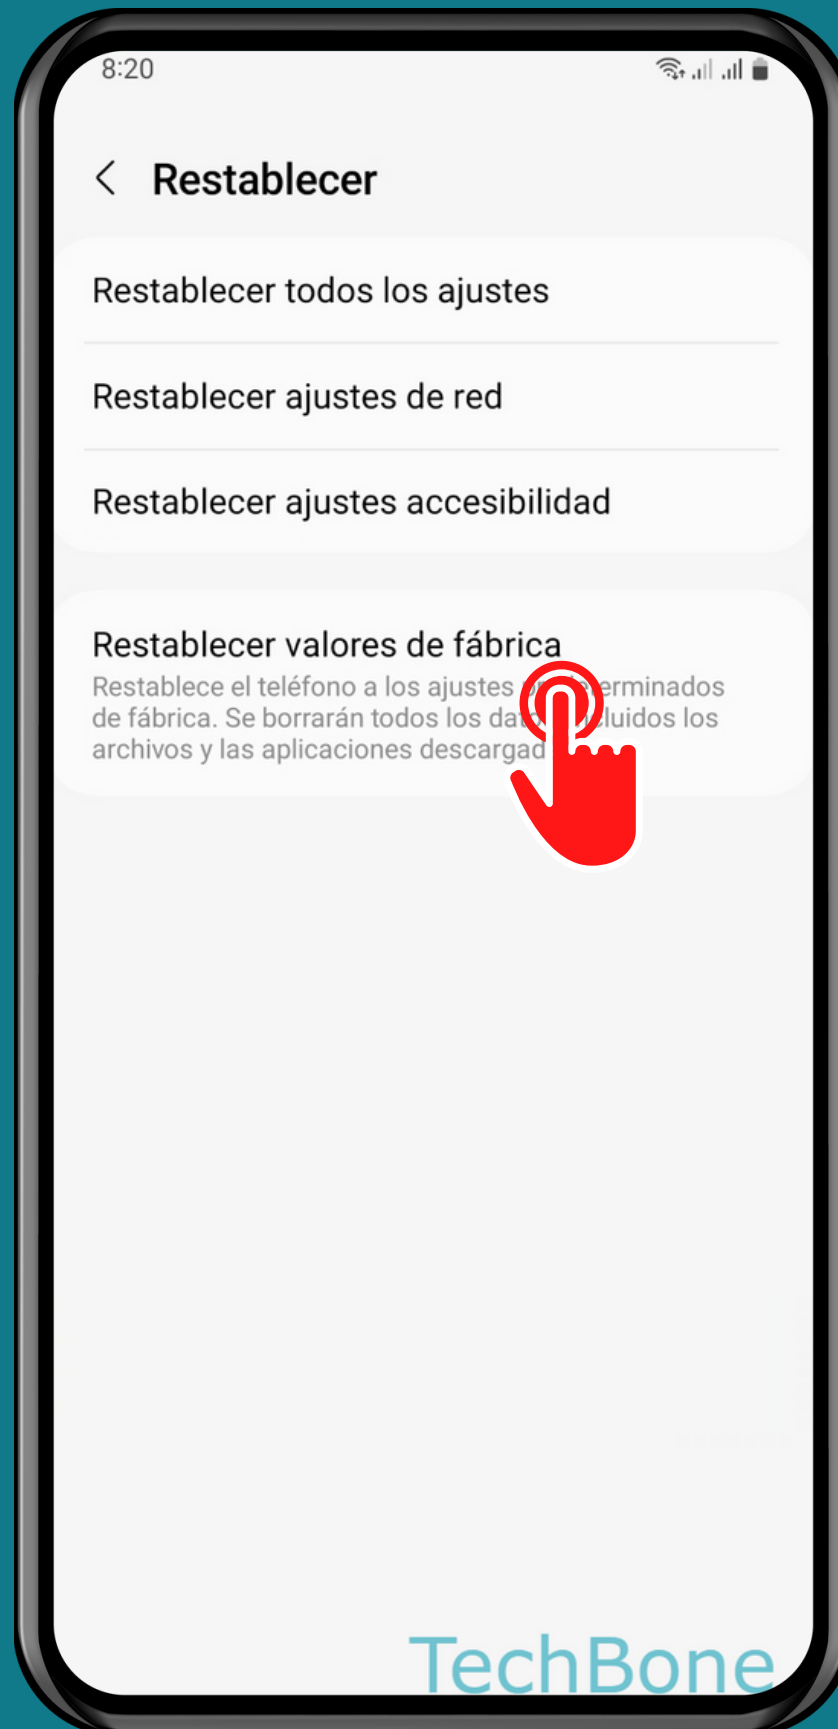 8:20
Restablecer
Restablecer todos los ajustes
Restablecer ajustes de red
Restablecer ajustes accesibilidad
Restablecer valores de fábrica
Restablece el teléfono a los ajustes
de fábrica. Se borrarán todos los los
archivos y las aplicaciones
TechBone